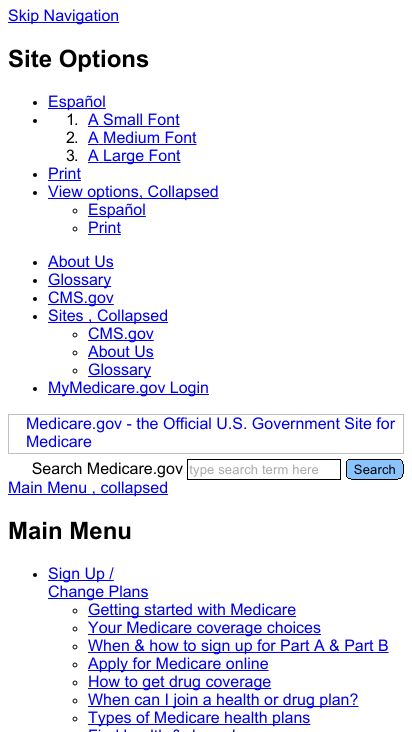 Skip Navigation
Site Options
Español
1. A Small Font
2. A Medium Font
3. A Large Font
Print
View options, Collapsed
Español
Print
About Us
Glossary
CMS.gov
Sites , Collapsed
CMS.gov
About Us
Glossary
MyMedicare.gov Login
Medicare.gov - the Official U.S. Government Site for
Medicare
Search Medicare.gov type search term here Search
Main Menu , collapsed
Main Menu
Sign Up /
Change Plans
Getting started with Medicare
Your Medicare coverage choices
When & how to sign up for Part A & Part B
Apply for Medicare online
How to get drug coverage
When can I join a health or drug plan?
Types of Medicare health plans